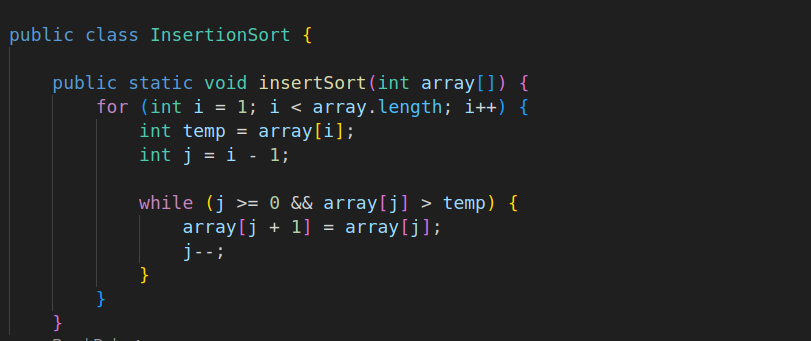 public class InsertionSort {
    public static void insertSort(int array[]) {
        for (int i = 1; i < array.length; i++) {
            int temp = array[i];
            int j = i - 1;
            while (j >= 0 && array[j] > temp) {
                array[j + 1] = array[j];
                j--;
            }
        }
    }